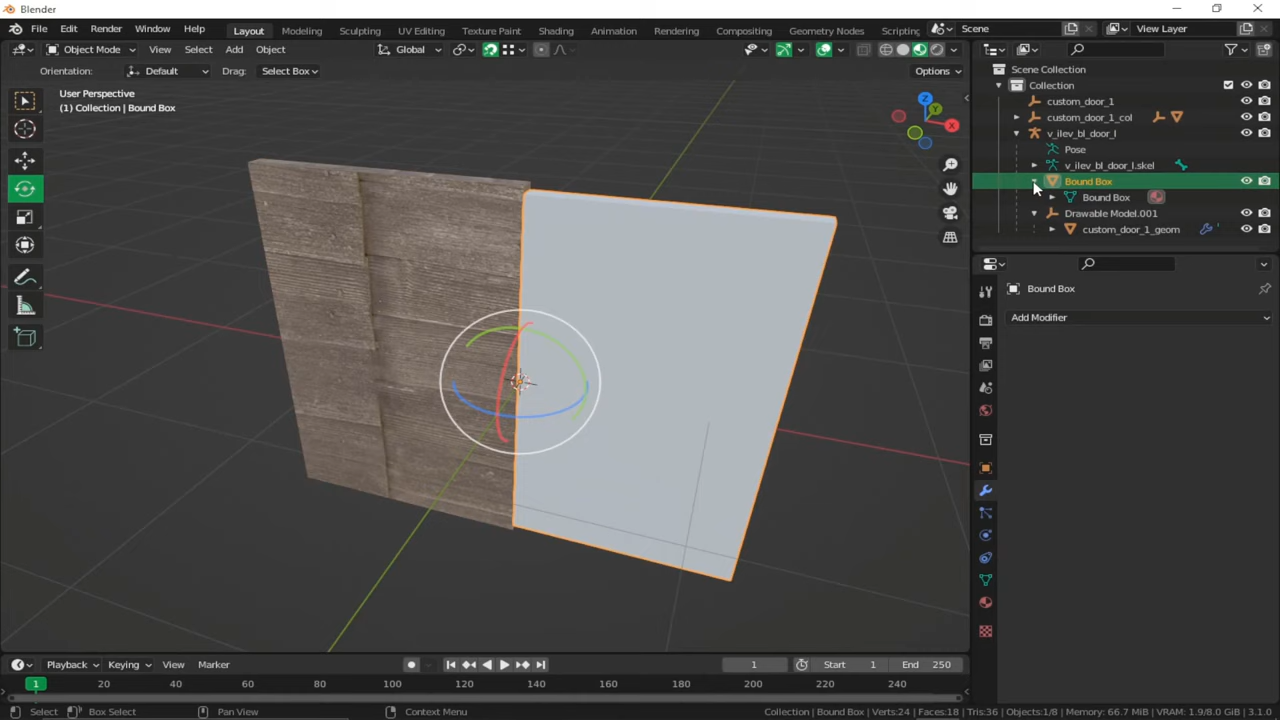 Blender
File Edit Render Window Help Layout Modeling Sculpting UV Editing Texture Paint Shading Animation Rendering Compositing Geometry Nodes Scripting Scene View Layer
Object Mode View Select Add Object Global
Orientation: Default Drag: Select Box Options
User Perspective
(1) Collection | Bound Box
Z
Y
X
Scene Collection
Collection
custom_door_1
custom_door_1_col
v_ilev_bl_door_l
Pose
v_ilev_bl_door_l.skel
Bound Box
Bound Box
Drawable Model.001
custom_door_1_geom
Bound Box
Add Modifier
Playback Keying View Marker 1 Start 1 End 250
1 20 40 60 80 100 120 140 160 180 200 220 240
Select Box Select Pan View Context Menu Collection | Bound Box | Verts:24 | Faces:18 | Tris:36 | Objects:1/8 | Memory: 66.7 MiB | VRAM: 1.9/8.0 GiB | 3.1.0